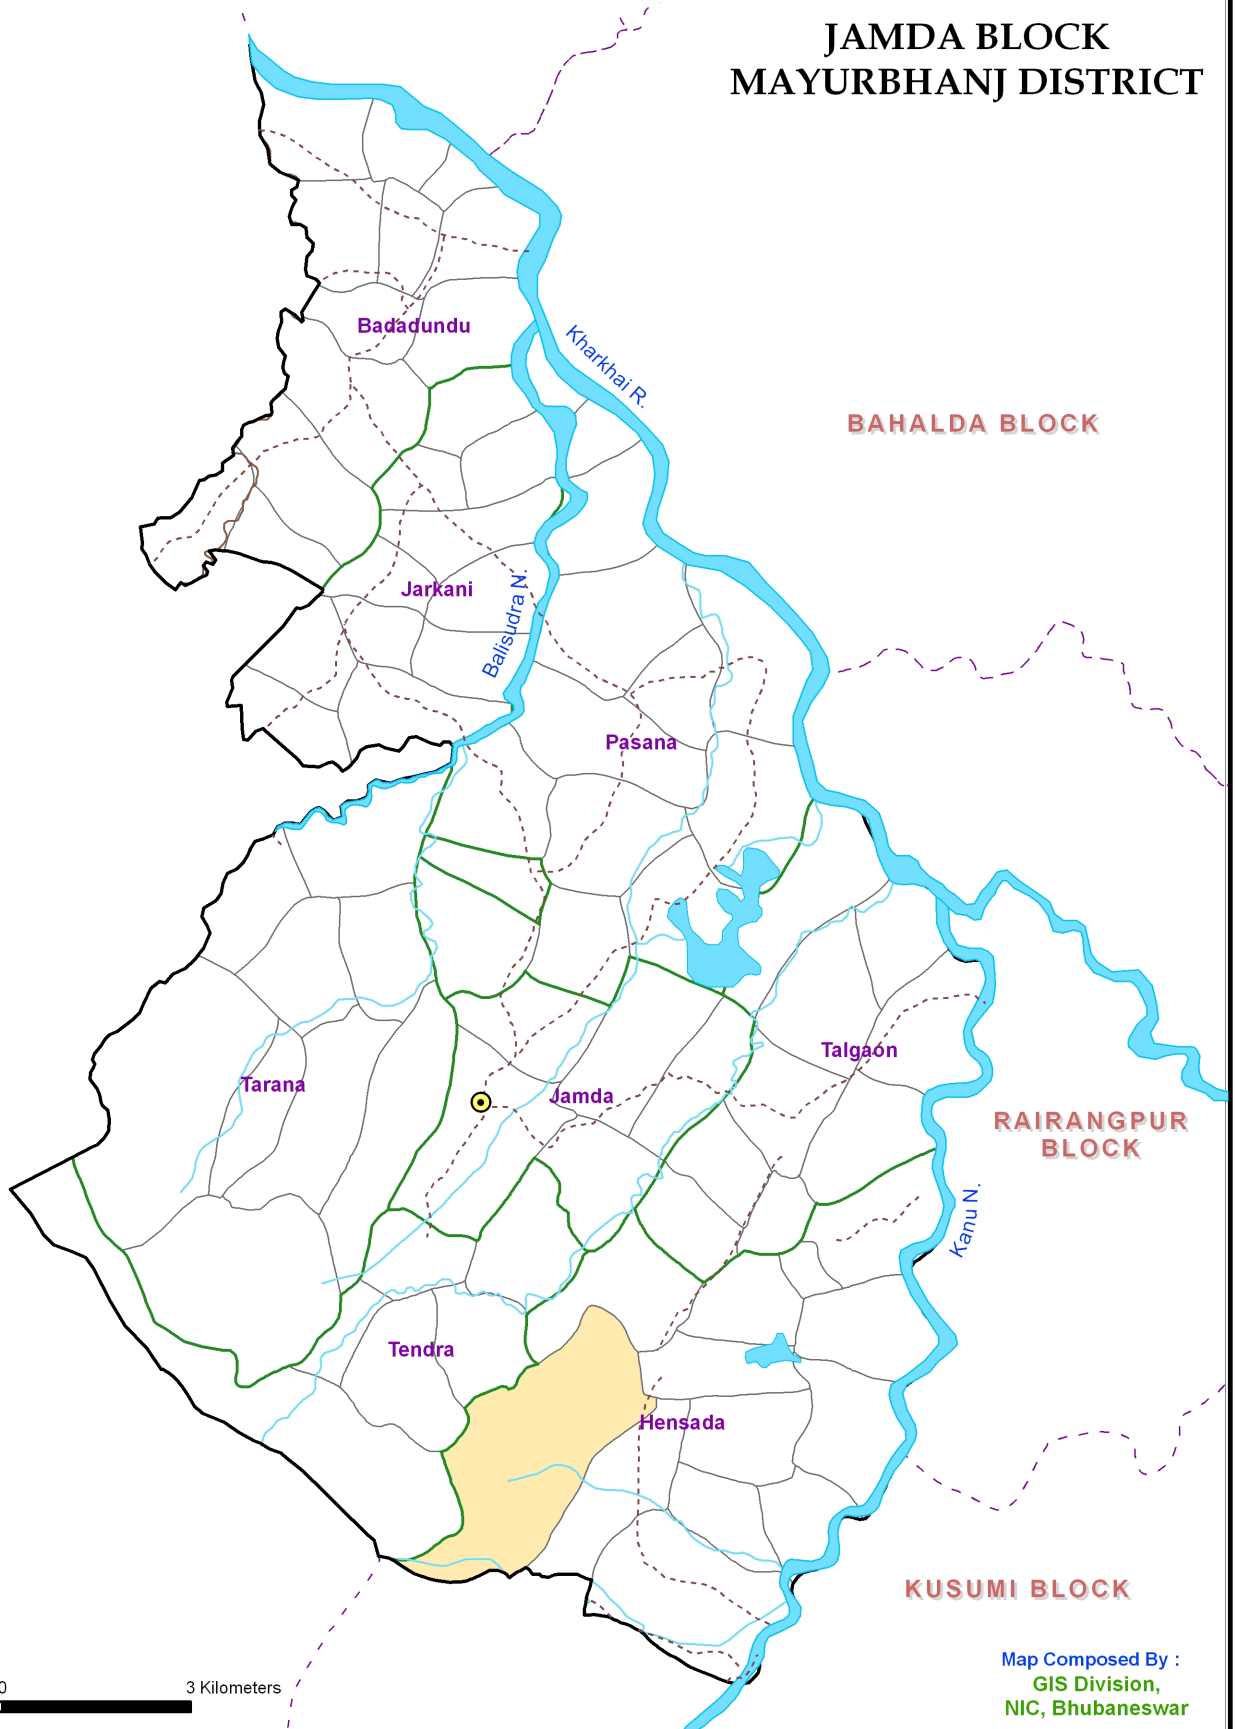 JAMDA BLOCK
MAYURBHANJ DISTRICT
Badadundu
Kharkhai R.
BAHALDA BLOCK
Jarkani
Balisudra N.
Pasana
Talgaon
Tarana
Jamda
RAIRANGPUR
BLOCK
Kanu N.
Tendra
Hensada
KUSUMI BLOCK
Map Composed By :
GIS Division,
NIC, Bhubaneswar
0 3 Kilometers